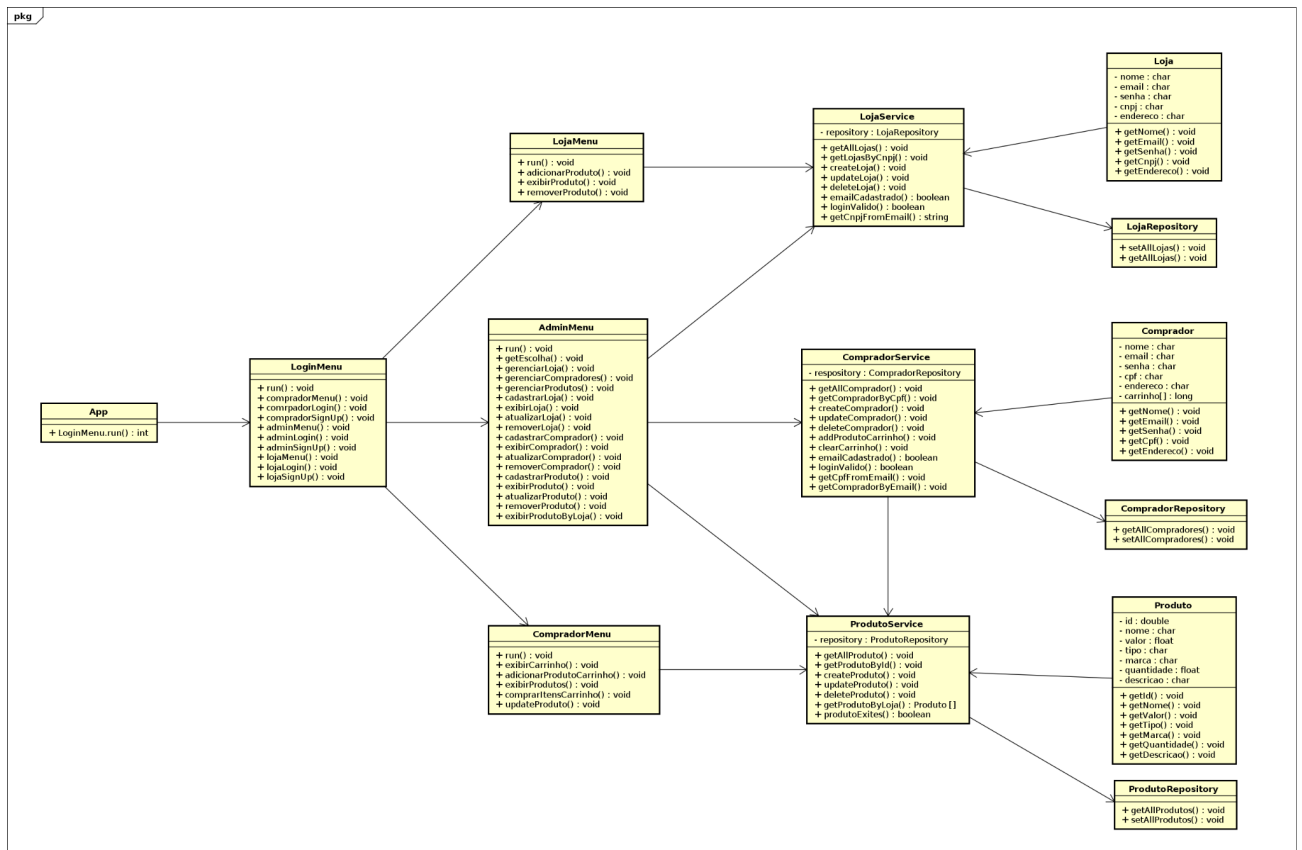 pkg
App
+ LoginMenu.run() : int
LoginMenu
+ run() : void
+ compradorMenu() : void
+ comrpadorLogin() : void
+ compradorSignUp() : void
+ adminMenu() : void
+ adminLogin() : void
+ adminSignUp() : void
+ lojaMenu() : void
+ lojaLogin() : void
+ lojaSignUp() : void
LojaMenu
+ run() : void
+ adicionarProduto() : void
+ exibirProduto() : void
+ removerProduto() : void
AdminMenu
+ run() : void
+ getEscolha() : void
+ gerenciarLoja() : void
+ gerenciarCompradores() : void
+ gerenciarProdutos() : void
+ cadastrarLoja() : void
+ exibirLoja() : void
+ atualizarLoja() : void
+ removerLoja() : void
+ cadastrarComprador() : void
+ exibirComprador() : void
+ atualizarComprador() : void
+ removerComprador() : void
+ cadastrarProduto() : void
+ exibirProduto() : void
+ atualizarProduto() : void
+ removerProduto() : void
+ exibirProdutoByLoja() : void
CompradorMenu
+ run() : void
+ exibirCarrinho() : void
+ adicionarProdutoCarrinho() : void
+ exibirProdutos() : void
+ comprarItensCarrinho() : void
+ updateProduto() : void
LojaService
- repository : LojaRepository
+ getAllLojas() : void
+ getLojasByCnpj() : void
+ createLoja() : void
+ updateLoja() : void
+ deleteLoja() : void
+ emailCadastrado() : boolean
+ loginValido() : boolean
+ getCnpjFromEmail() : string
CompradorService
- respository : CompradorRepository
+ getAllComprador() : void
+ getCompradorByCpf() : void
+ createComprador() : void
+ updateComprador() : void
+ deleteComprador() : void
+ addProdutoCarrinho() : void
+ clearCarrinho() : void
+ emailCadastrado() : boolean
+ loginValido() : boolean
+ getCpfFromEmail() : void
+ getCompradorByEmail() : void
ProdutoService
- repository : ProdutoRepository
+ getAllProduto() : void
+ getProdutoById() : void
+ createProduto() : void
+ updateProduto() : void
+ deleteProduto() : void
+ getProdutoByLoja() : Produto []
+ produtoExites() : boolean
Loja
- nome : char
- email : char
- senha : char
- cnpj : char
- endereco : char
+ getNome() : void
+ getEmail() : void
+ getSenha() : void
+ getCnpj() : void
+ getEndereco() : void
LojaRepository
+ setAllLojas() : void
+ getAllLojas() : void
Comprador
- nome : char
- email : char
- senha : char
- cpf : char
- endereco : char
- carrinho[] : long
+ getNome() : void
+ getEmail() : void
+ getSenha() : void
+ getCpf() : void
+ getEndereco() : void
CompradorRepository
+ getAllCompradores() : void
+ setAllCompradores() : void
Produto
- id : double
- nome : char
- valor : float
- tipo : char
- marca : char
- quantidade : float
- descricao : char
+ getId() : void
+ getNome() : void
+ getValor() : void
+ getTipo() : void
+ getMarca() : void
+ getQuantidade() : void
+ getDescricao() : void
ProdutoRepository
+ getAllProdutos() : void
+ setAllProdutos() : void